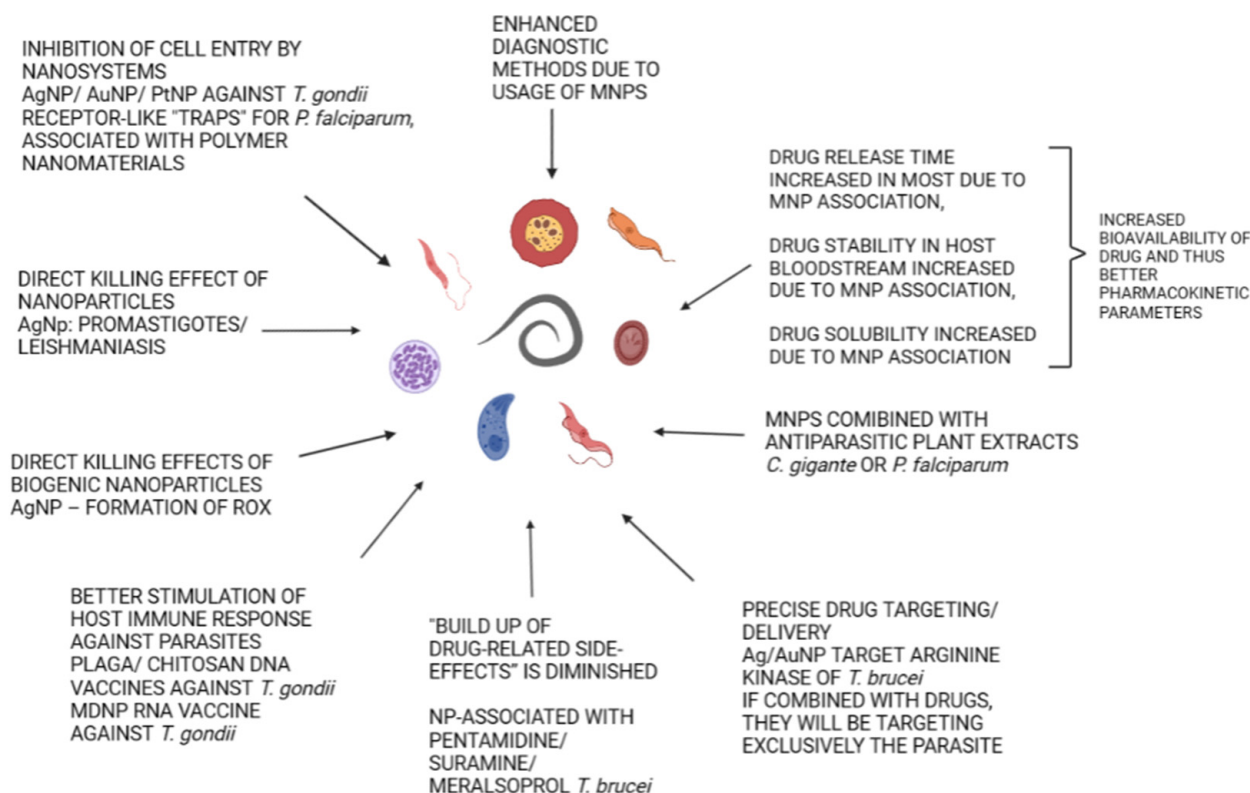 ENHANCED
DIAGNOSTIC
METHODS DUE TO
USAGE OF MNPS
INHIBITION OF CELL ENTRY BY
NANOSYSTEMS
AgNP/ AuNP/ PtNP AGAINST T. gondii
RECEPTOR-LIKE "TRAPS" FOR P. falciparum,
ASSOCIATED WITH POLYMER
NANOMATERIALS
DRUG RELEASE TIME
INCREASED IN MOST DUE TO
MNP ASSOCIATION,
DRUG STABILITY IN HOST
BLOODSTREAM INCREASED
DUE TO MNP ASSOCIATION,
DRUG SOLUBILITY INCREASED
DUE TO MNP ASSOCIATION
INCREASED
BIOAVAILABILITY OF
DRUG AND THUS
BETTER
PHARMACOKINETIC
PARAMETERS
DIRECT KILLING EFFECT OF
NANOPARTICLES
AgNp: PROMASTIGOTES/
LEISHMANIASIS
MNPS COMIBINED WITH
ANTIPARASITIC PLANT EXTRACTS
C. gigante OR P. falciparum
DIRECT KILLING EFFECTS OF
BIOGENIC NANOPARTICLES
AgNP – FORMATION OF ROX
BETTER STIMULATION OF
HOST IMMUNE RESPONSE
AGAINST PARASITES
PLAGA/ CHITOSAN DNA
VACCINES AGAINST T. gondii
MDNP RNA VACCINE
AGAINST T. gondii
"BUILD UP OF
DRUG-RELATED SIDE-
EFFECTS" IS DIMINISHED
NP-ASSOCIATED WITH
PENTAMIDINE/
SURAMINE/
MERALSOPROL T. brucei
PRECISE DRUG TARGETING/
DELIVERY
Ag/AuNP TARGET ARGININE
KINASE OF T. brucei
IF COMBINED WITH DRUGS,
THEY WILL BE TARGETING
EXCLUSIVELY THE PARASITE